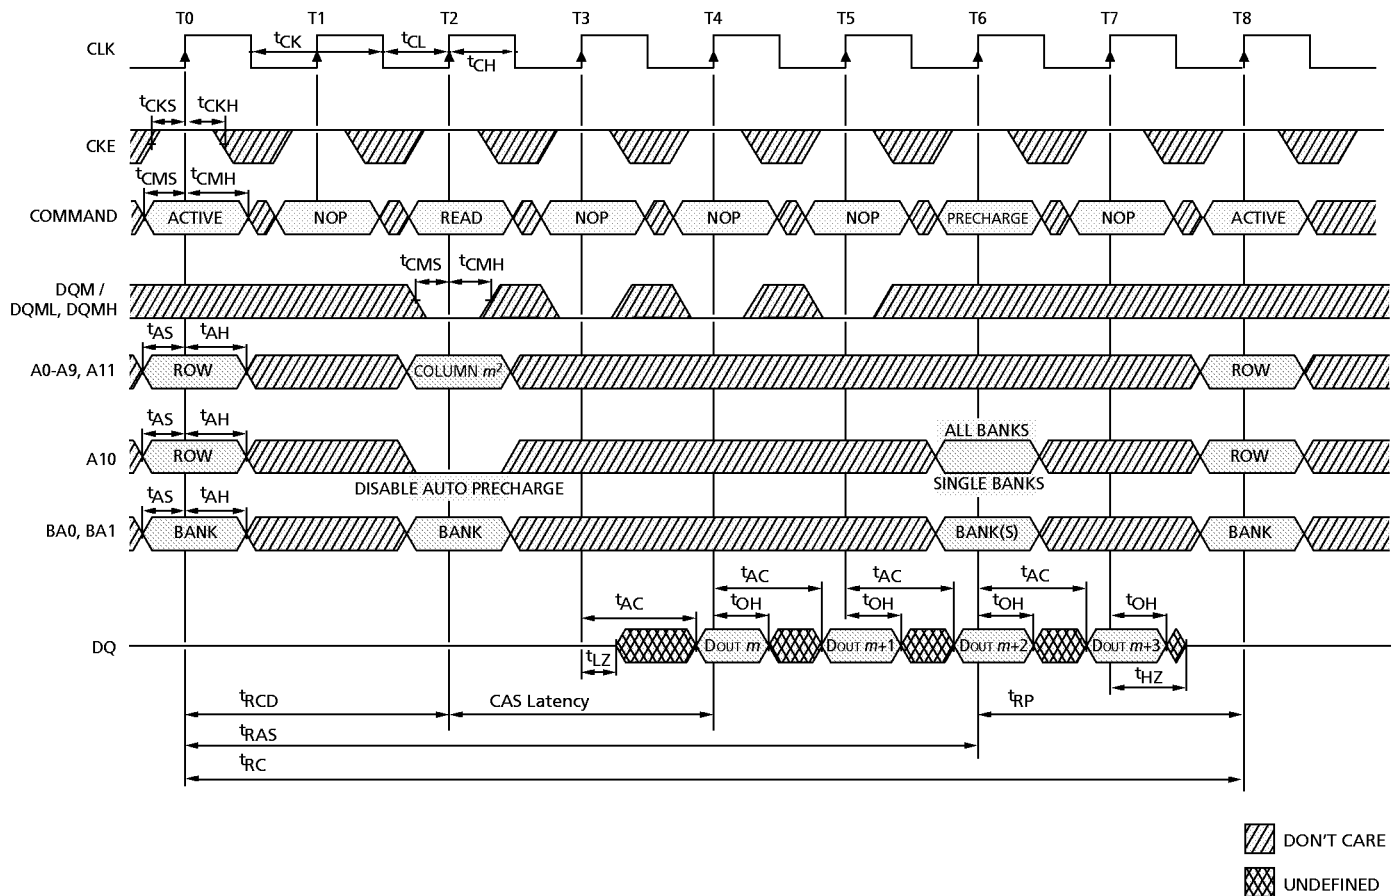 T0 T1 T2 T3 T4 T5 T6 T7 T8
CLK
tCK tCL
tCH
tCKS tCKH
CKE
tCMS tCMH
COMMAND ACTIVE NOP READ NOP NOP NOP PRECHARGE NOP ACTIVE
tCMS tCMH
DQM /
DQML, DQMH
tAS tAH
A0-A9, A11 ROW COLUMN m2 ROW
tAS tAH
ALL BANKS
A10 ROW ROW
DISABLE AUTO PRECHARGE SINGLE BANKS
tAS tAH
BA0, BA1 BANK BANK BANK(S) BANK
tAC tAC tAC
tAC tOH tOH tOH tOH
DQ DOUT m DOUT m+1 DOUT m+2 DOUT m+3
tLZ tHZ
tRCD CAS Latency tRP
tRAS
tRC
DON'T CARE
UNDEFINED